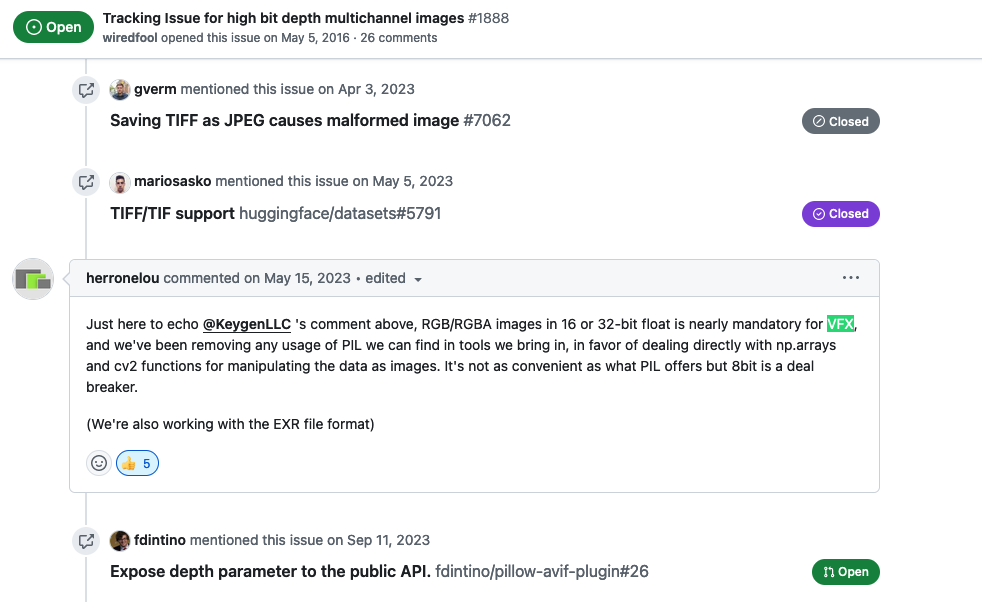 Open
Tracking Issue for high bit depth multichannel images #1888
wiredfool opened this issue on May 5, 2016 · 26 comments
gverm mentioned this issue on Apr 3, 2023
Saving TIFF as JPEG causes malformed image #7062
Closed
mariosasko mentioned this issue on May 5, 2023
TIFF/TIF support huggingface/datasets#5791
Closed
herronelou commented on May 15, 2023 • edited
Just here to echo @KeygenLLC 's comment above, RGB/RGBA images in 16 or 32-bit float is nearly mandatory for VFX,
and we've been removing any usage of PIL we can find in tools we bring in, in favor of dealing directly with np.arrays
and cv2 functions for manipulating the data as images. It's not as convenient as what PIL offers but 8bit is a deal
breaker.
(We're also working with the EXR file format)
👍 5
fdintino mentioned this issue on Sep 11, 2023
Expose depth parameter to the public API. fdintino/pillow-avif-plugin#26
Open